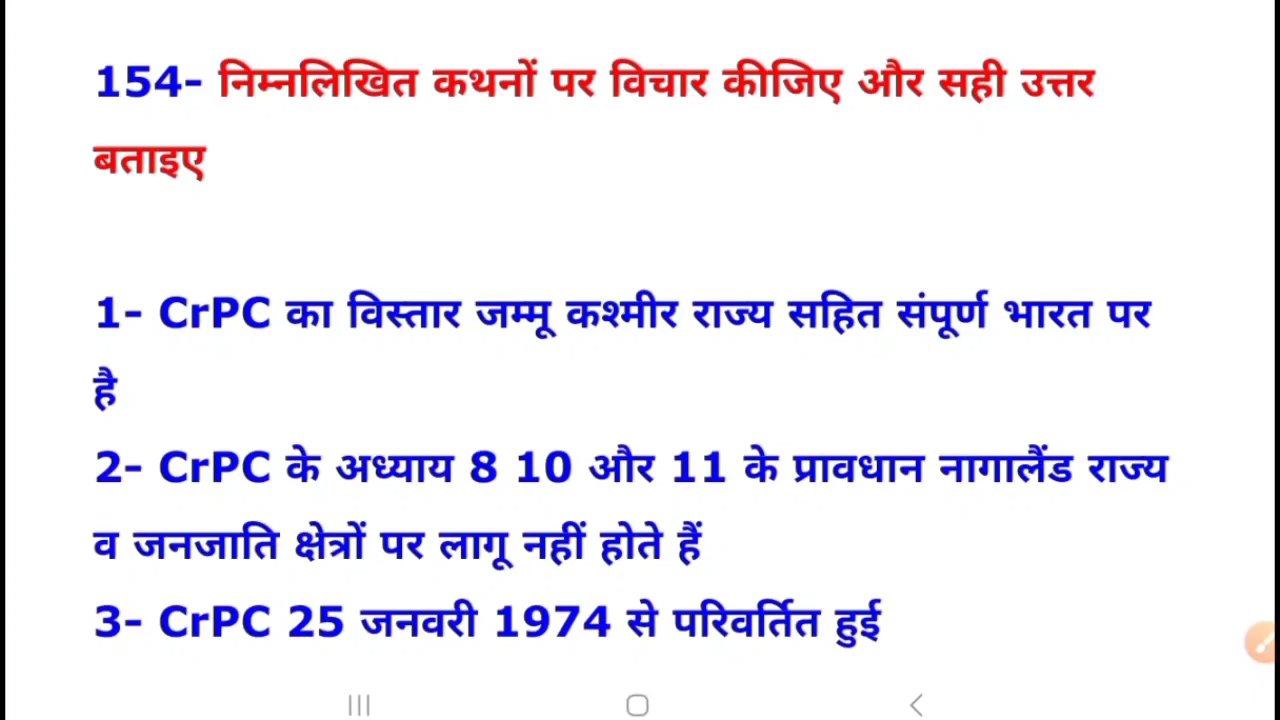 154- निम्नलिखित कथनों पर विचार कीजिए और सही उत्तर
बताइए
1- CrPC का विस्तार जम्मू कश्मीर राज्य सहित संपूर्ण भारत पर
है
2- CrPC के अध्याय 8 10 और 11 के प्रावधान नागालैंड राज्य
व जनजाति क्षेत्रों पर लागू नहीं होते हैं
3- CrPC 25 जनवरी 1974 से परिवर्तित हुई